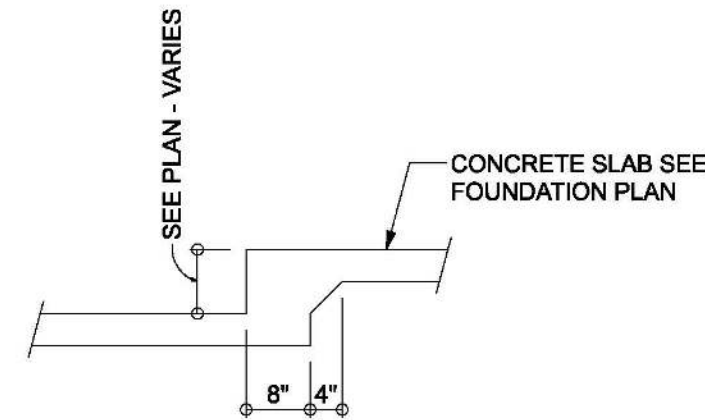 SEE PLAN - VARIES
CONCRETE SLAB SEE
FOUNDATION PLAN
8" 4"